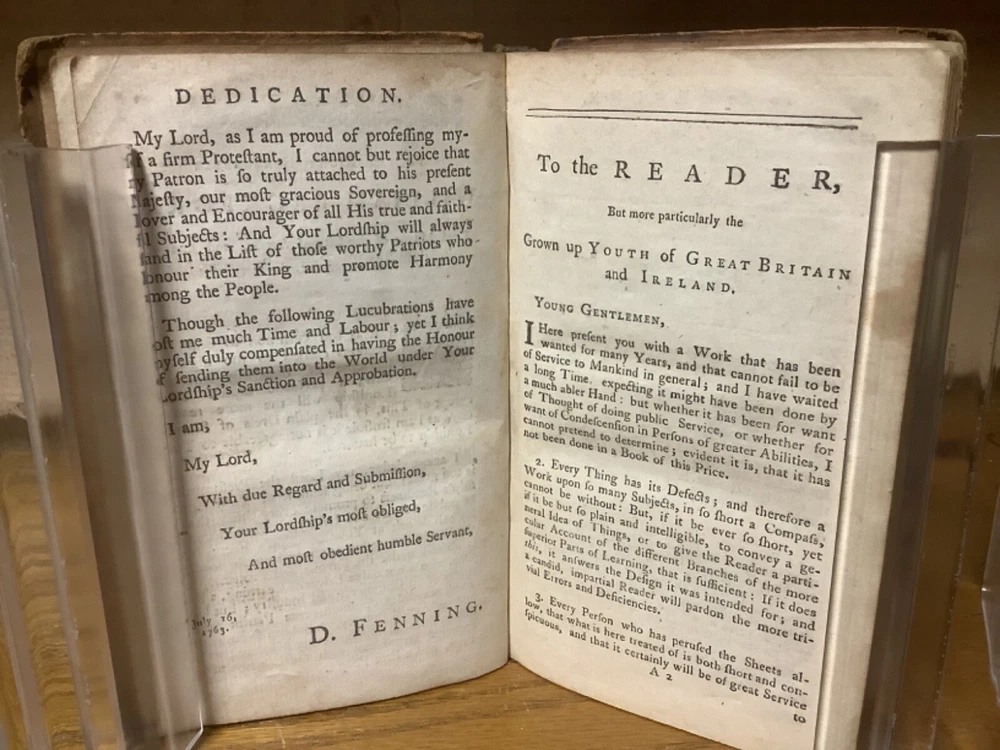 DEDICATION.
My Lord, as I am proud of profeſſing my-
a firm Proteſtant, I cannot but rejoice that
my Patron is ſo truly attached to his preſent
Majeſty, our moſt gracious Sovereign, and a
lover and Encourager of all His true and faith-
ful Subjects: And Your Lordſhip will always
ſtand in the Liſt of thoſe worthy Patriots who
honour their King and promote Harmony
among the People.
Though the following Lucubrations have
coſt me much Time and Labour; yet I think
myſelf duly compenſated in having the Honour
of ſending them into the World under Your
Lordſhip's Sanction and Approbation.
I am,
My Lord,
With due Regard and Submiſſion,
Your Lordſhip's moſt obliged,
And moſt obedient humble Servant,
July 16,
1763.
D. FENNING.
To the READER,
But more particularly the
Grown up YOUTH of GREAT BRITAIN
and IRELAND.
YOUNG GENTLEMEN,
I Here preſent you with a Work that has been
wanted for many Years, and that cannot fail to be
of Service to Mankind in general; and I have waited
a long Time, expecting it might have been done by
a much abler Hand: but whether it has been for want
of Thought of doing public Service, or whether for
want of Condeſcenſion in Perſons of greater Abilities, I
cannot pretend to determine; evident it is, that it has
not been done in a Book of this Price.
2. Every Thing has its Defects; and therefore a
Work upon ſo many Subjects, in ſo ſhort a Compaſs,
cannot be without: But, if it be ever ſo ſhort, yet
if it be but ſo plain and intelligible, to convey a ge-
neral Idea of Things, or to give the Reader a parti-
cular Account of the different Branches of the more
ſuperior Parts of Learning, that is ſufficient: If it does
this, it anſwers the Deſign it was intended for; and
a candid, impartial Reader will pardon the more tri-
vial Errors and Deficiencies.
3. Every Perſon who has peruſed the Sheets al-
low, that what is here treated of is both ſhort and con-
ſpicuous, and that it certainly will be of great Service
A 2
to